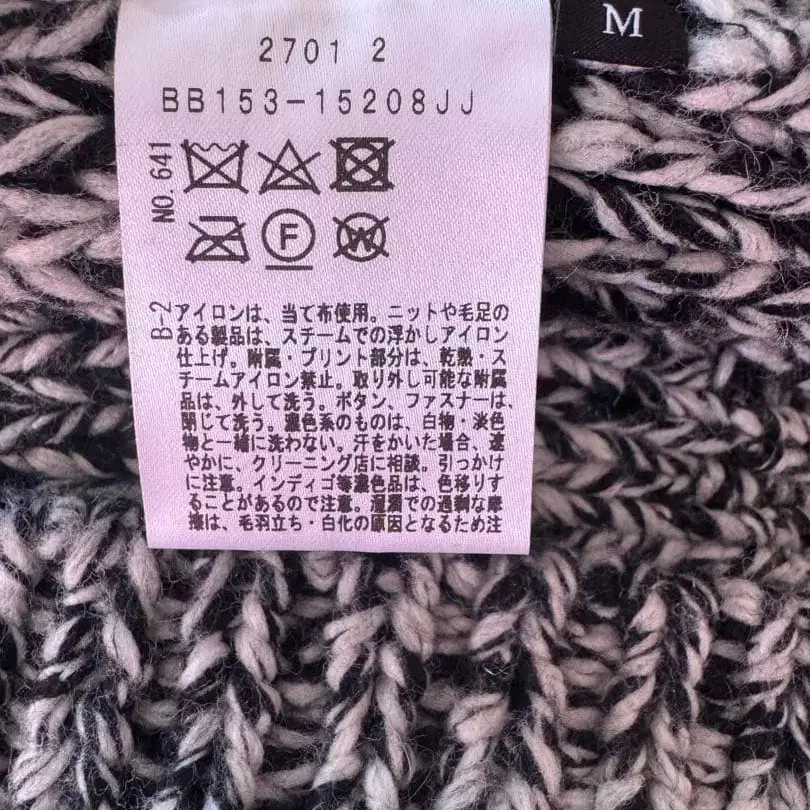 M
2701 2
BB153-15208JJ
NO.641
F
W
B-2
アイロンは、当て布使用。ニットや毛足の
ある製品は、スチームでの浮かしアイロン
仕上げ。附属・プリント部分は、乾熱・ス
チームアイロン禁止。取り外し可能な附属
品は、外して洗う。ボタン、ファスナーは、
閉じて洗う。濃色系のものは、白物・淡色
物と一緒に洗わない。汗をかいた場合、速
やかに、クリーニング店に相談。引っかけ
に注意。インディゴ等濃色品は、色移りす
ることがあるので注意。湿潤での過剰な摩
擦は、毛羽立ち・白化の原因となるため注